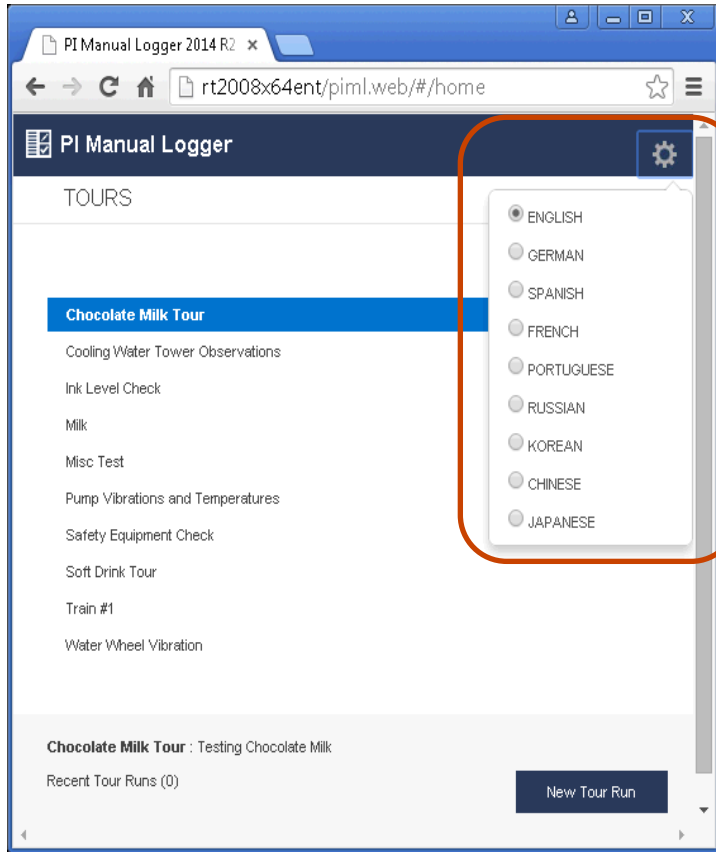 PI Manual Logger 2014 R2
rt2008x64ent/piml.web/#/home
PI Manual Logger
TOURS
ENGLISH
GERMAN
SPANISH
FRENCH
PORTUGUESE
RUSSIAN
KOREAN
CHINESE
JAPANESE
Chocolate Milk Tour
Cooling Water Tower Observations
Ink Level Check
Milk
Misc Test
Pump Vibrations and Temperatures
Safety Equipment Check
Soft Drink Tour
Train #1
Water Wheel Vibration
Chocolate Milk Tour : Testing Chocolate Milk
Recent Tour Runs (0)
New Tour Run